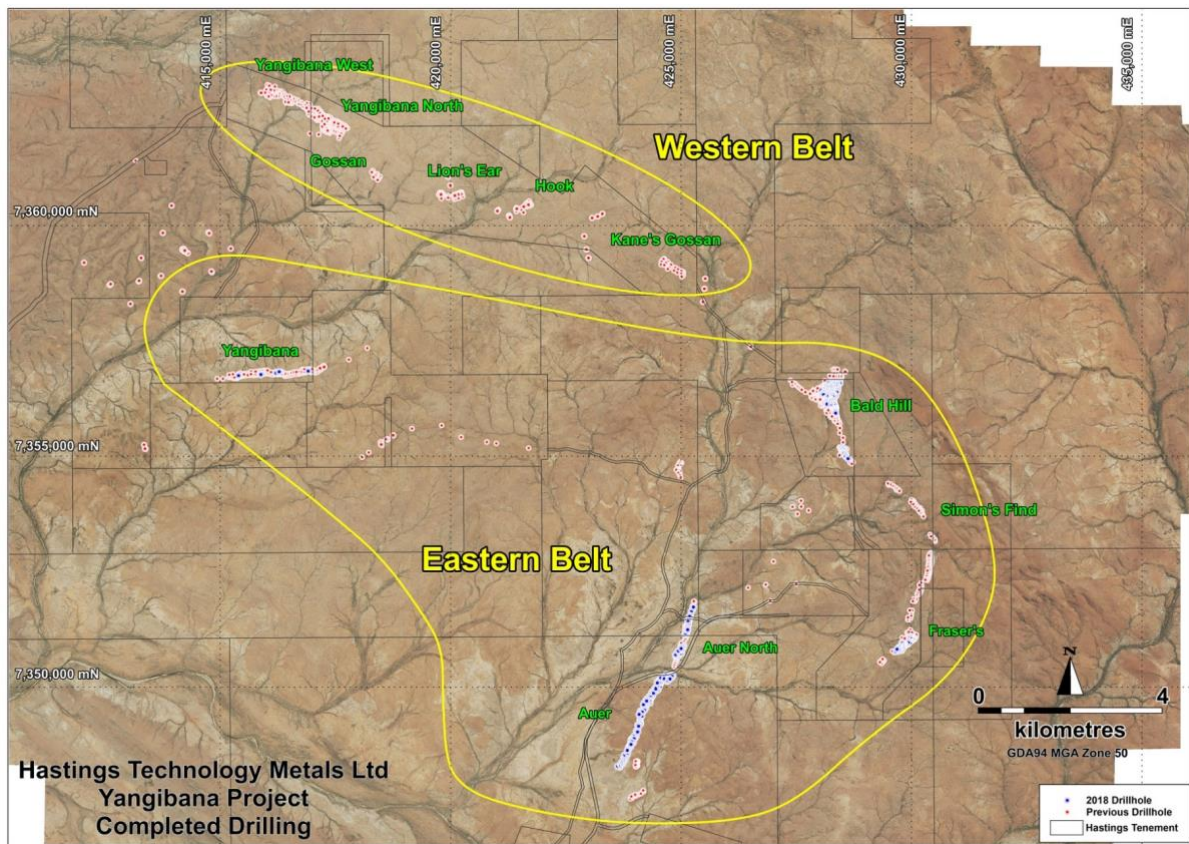 415,000 mE
420,000 mE
425,000 mE
430,000 mE
435,000 mE
Yangibana West
Yangibana North
Western Belt
Gossan
Lion's Ear
Hook
7,360,000 mN
Kane's Gossan
Yangibana
Bald Hill
7,355,000 mN
Simon's Find
Eastern Belt
Fraser's
Auer North
7,350,000 mN
Auer
N
0 4
kilometres
GDA94 MGA Zone 50
Hastings Technology Metals Ltd
Yangibana Project
Completed Drilling
2018 Drillhole
Previous Drillhole
Hastings Tenement